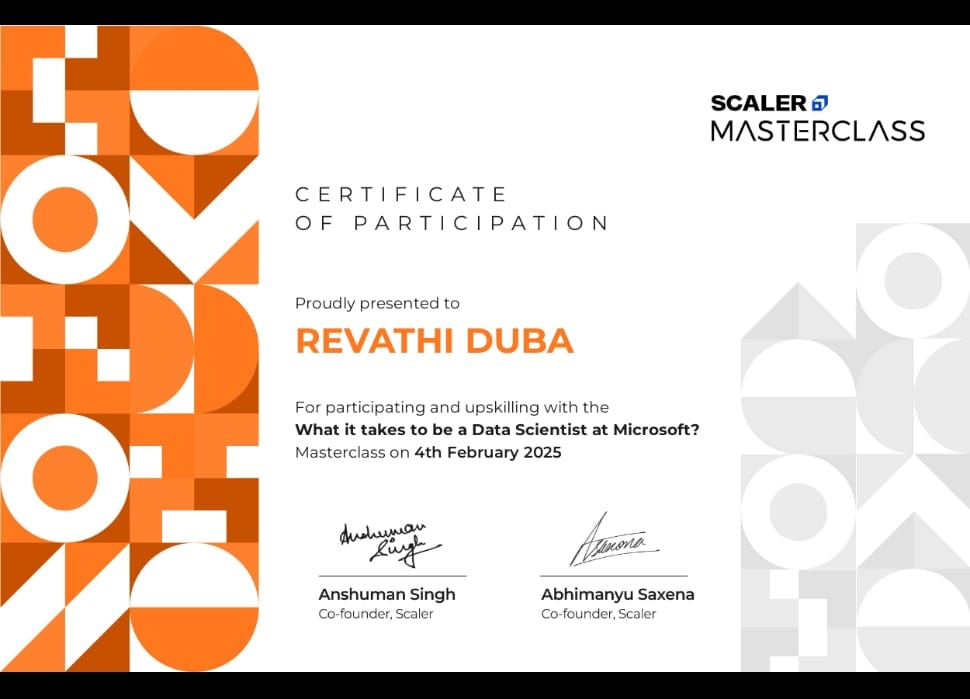 SCALER
MASTERCLASS
CERTIFICATE
OF PARTICIPATION
Proudly presented to
REVATHI DUBA
For participating and upskilling with the
What it takes to be a Data Scientist at Microsoft?
Masterclass on 4th February 2025
Anshuman
Singh
Asaxena
Anshuman Singh
Co-founder, Scaler
Abhimanyu Saxena
Co-founder, Scaler